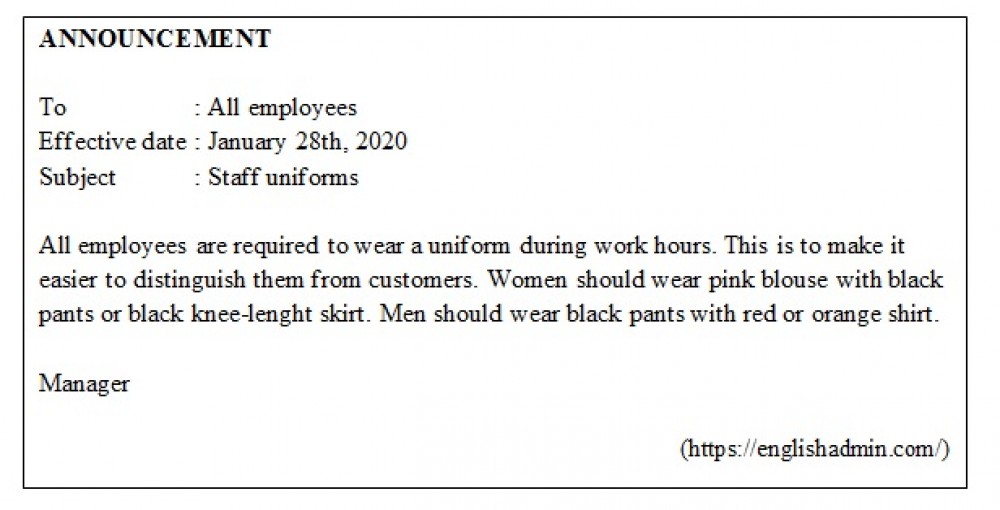 ANNOUNCEMENT
To : All employees
Effective date : January 28th, 2020
Subject : Staff uniforms
All employees are required to wear a uniform during work hours. This is to make it
easier to distinguish them from customers. Women should wear pink blouse with black
pants or black knee-lenght skirt. Men should wear black pants with red or orange shirt.
Manager
(https://englishadmin.com/)